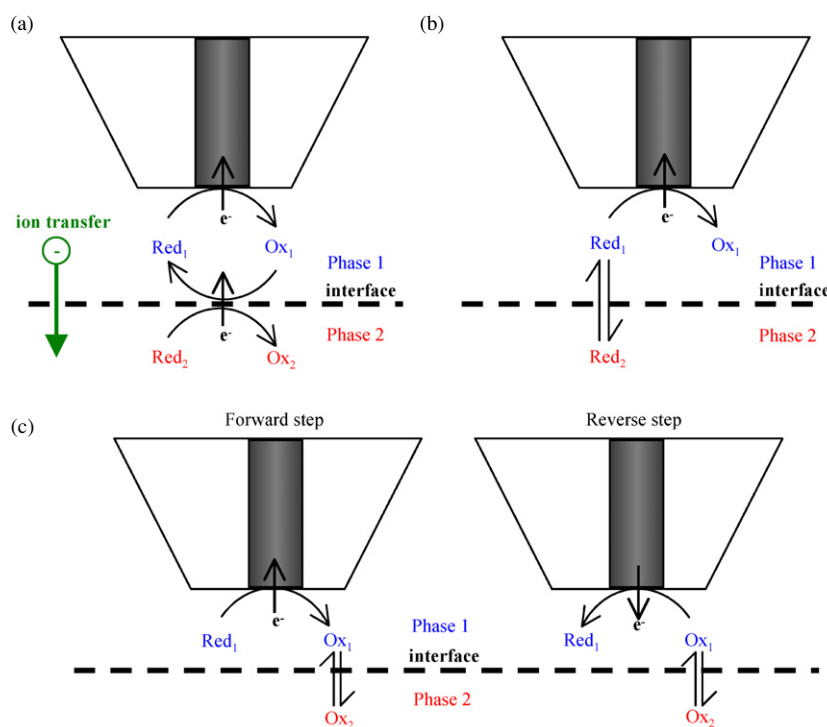 (a)
ion transfer
-
e⁻
Red₁ Ox₁
Phase 1
interface
e⁻
Phase 2
Red₂ Ox₂
(b)
e⁻
Red₁ Ox₁
Phase 1
interface
Phase 2
Red₂
(c)
Forward step
e⁻
Red₁ Ox₁
Phase 1
interface
Phase 2
Ox₂
Reverse step
e⁻
Red₁ Ox₁
Ox₂